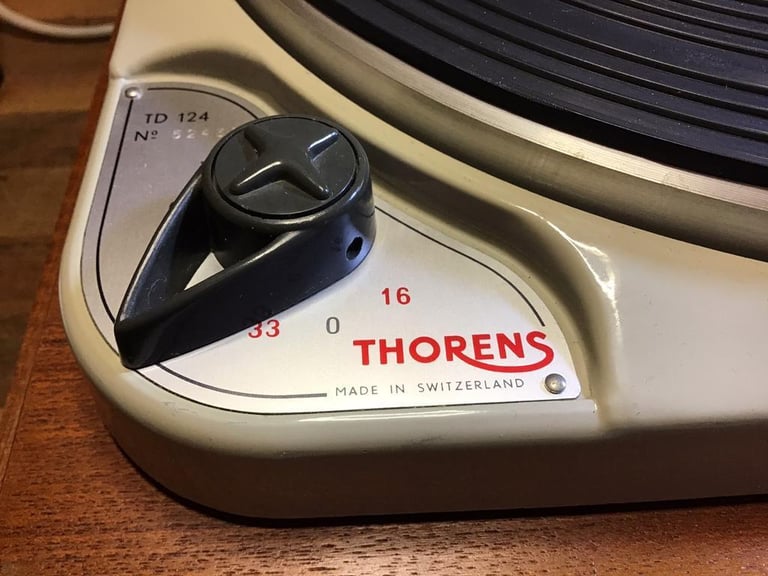 TD 124
Nº
33
0
16
THORENS
MADE IN SWITZERLAND